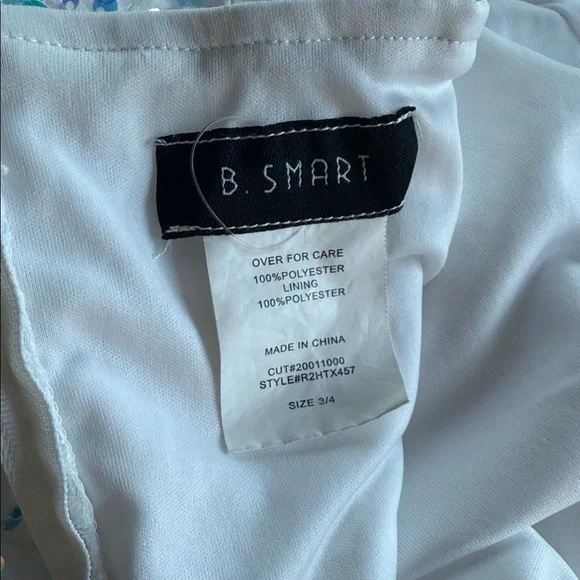 B. SMART
OVER FOR CARE
100%POLYESTER
LINING
100%POLYESTER
MADE IN CHINA
CUT#20011000
STYLE#R2HTX457
SIZE 3/4